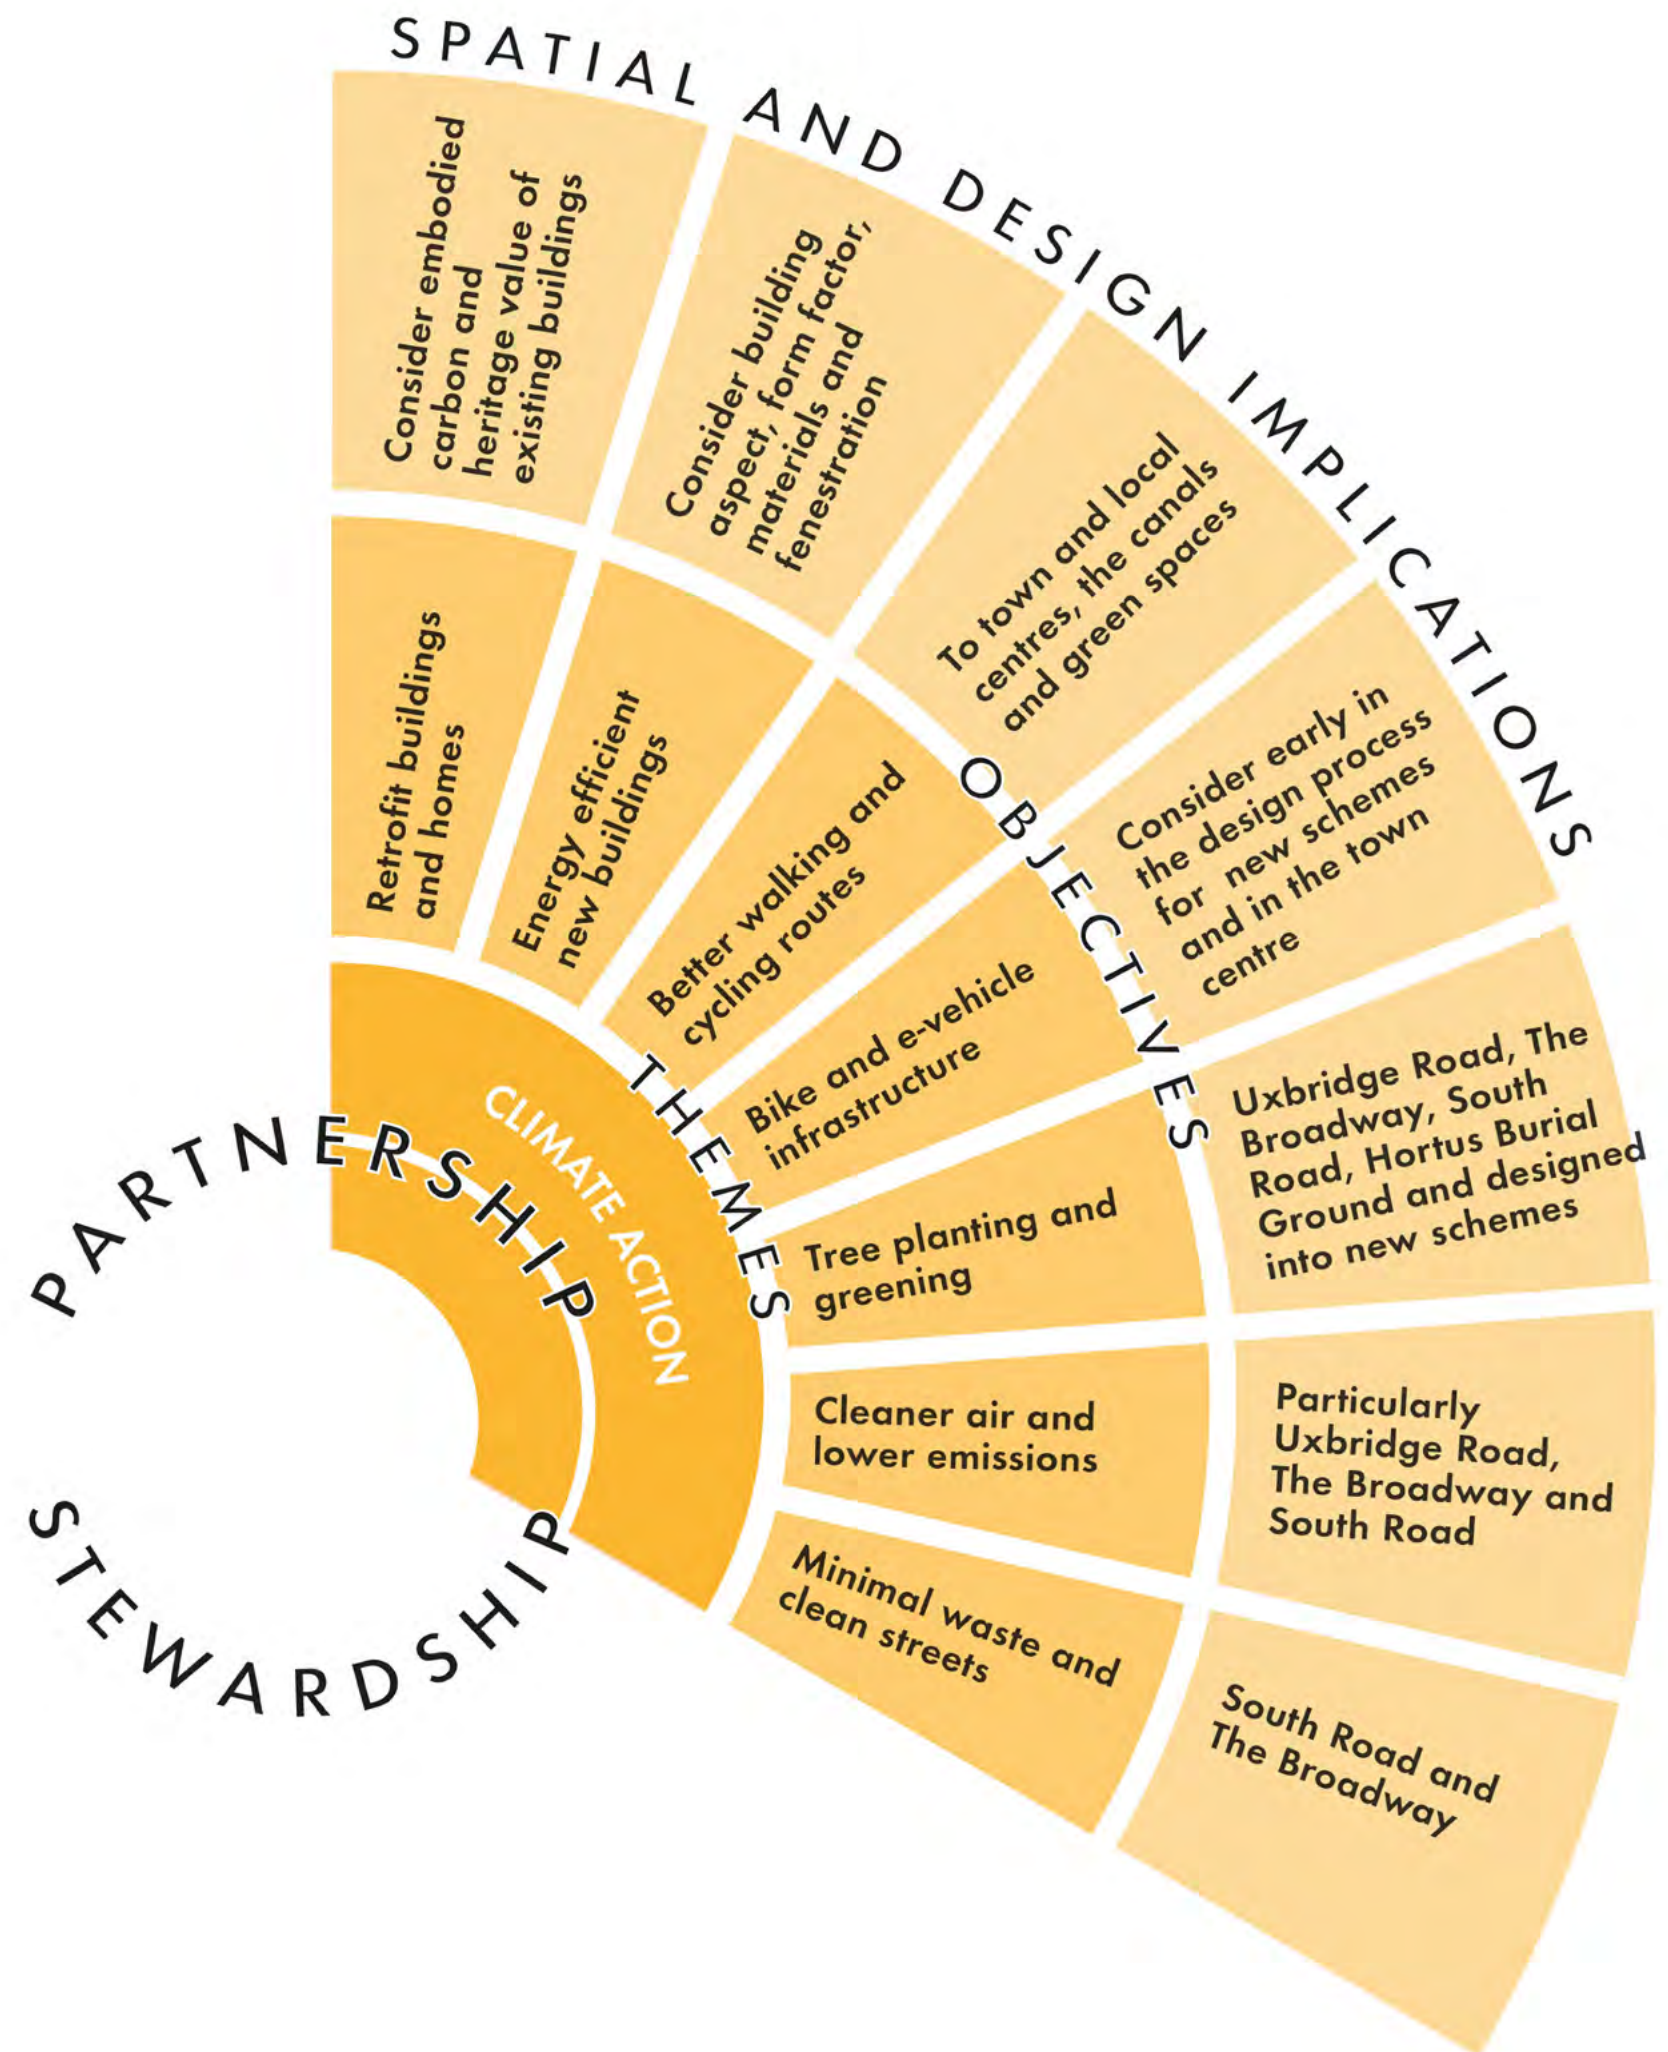 SPATIAL AND DESIGN IMPLICATIONS
Consider embodied
carbon and
heritage value of
existing buildings
Consider building
aspect, form factor,
materials and
fenestration
To town and local
centres, the canals
and green spaces
Consider early in
the design process
for new schemes
and in the town
centre
Uxbridge Road, The
Broadway, South
Road, Hortus Burial
Ground and designed
into new schemes
Particularly
Uxbridge Road,
The Broadway and
South Road
South Road and
The Broadway
OBJECTIVES
Retrofit buildings
and homes
Energy efficient
new buildings
Better walking and
cycling routes
Bike and e-vehicle
infrastructure
Tree planting and
greening
Cleaner air and
lower emissions
Minimal waste and
clean streets
THEMES
CLIMATE ACTION
PARTNERSHIP
STEWARDSHIP